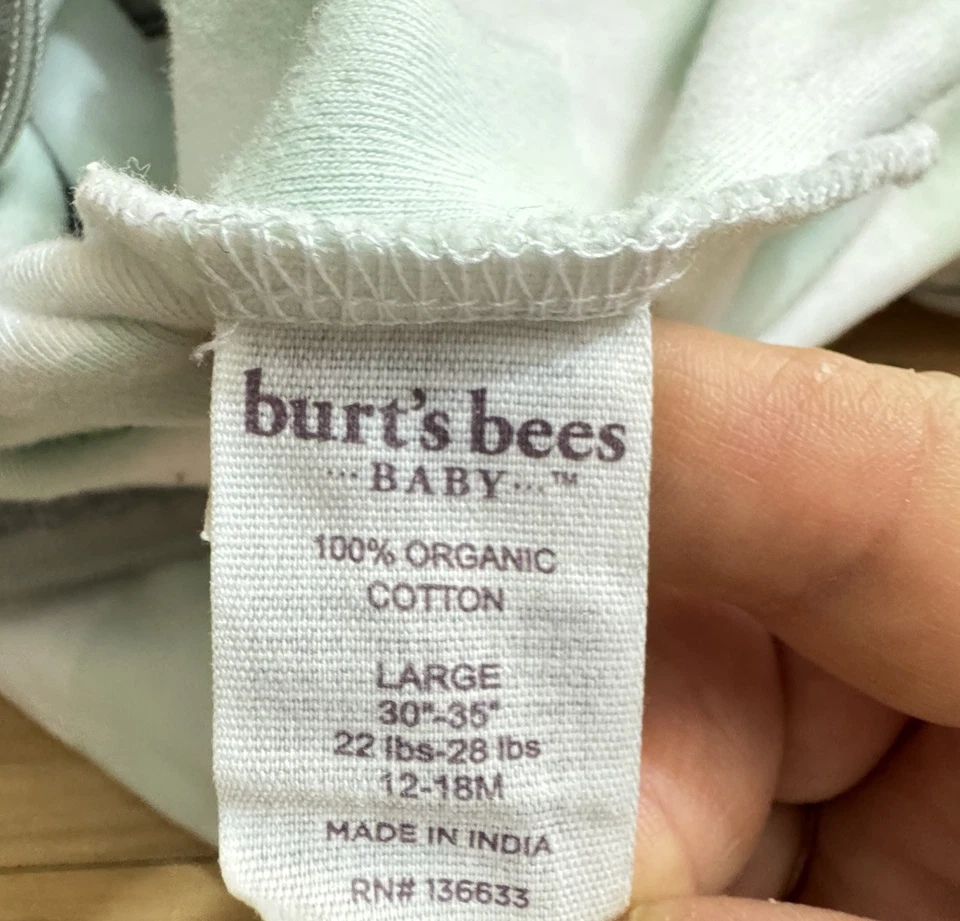 burt's bees
···BABY···™
100% ORGANIC
COTTON
LARGE
30"-35"
22 lbs-28 lbs
12-18M
MADE IN INDIA
RN# 136633